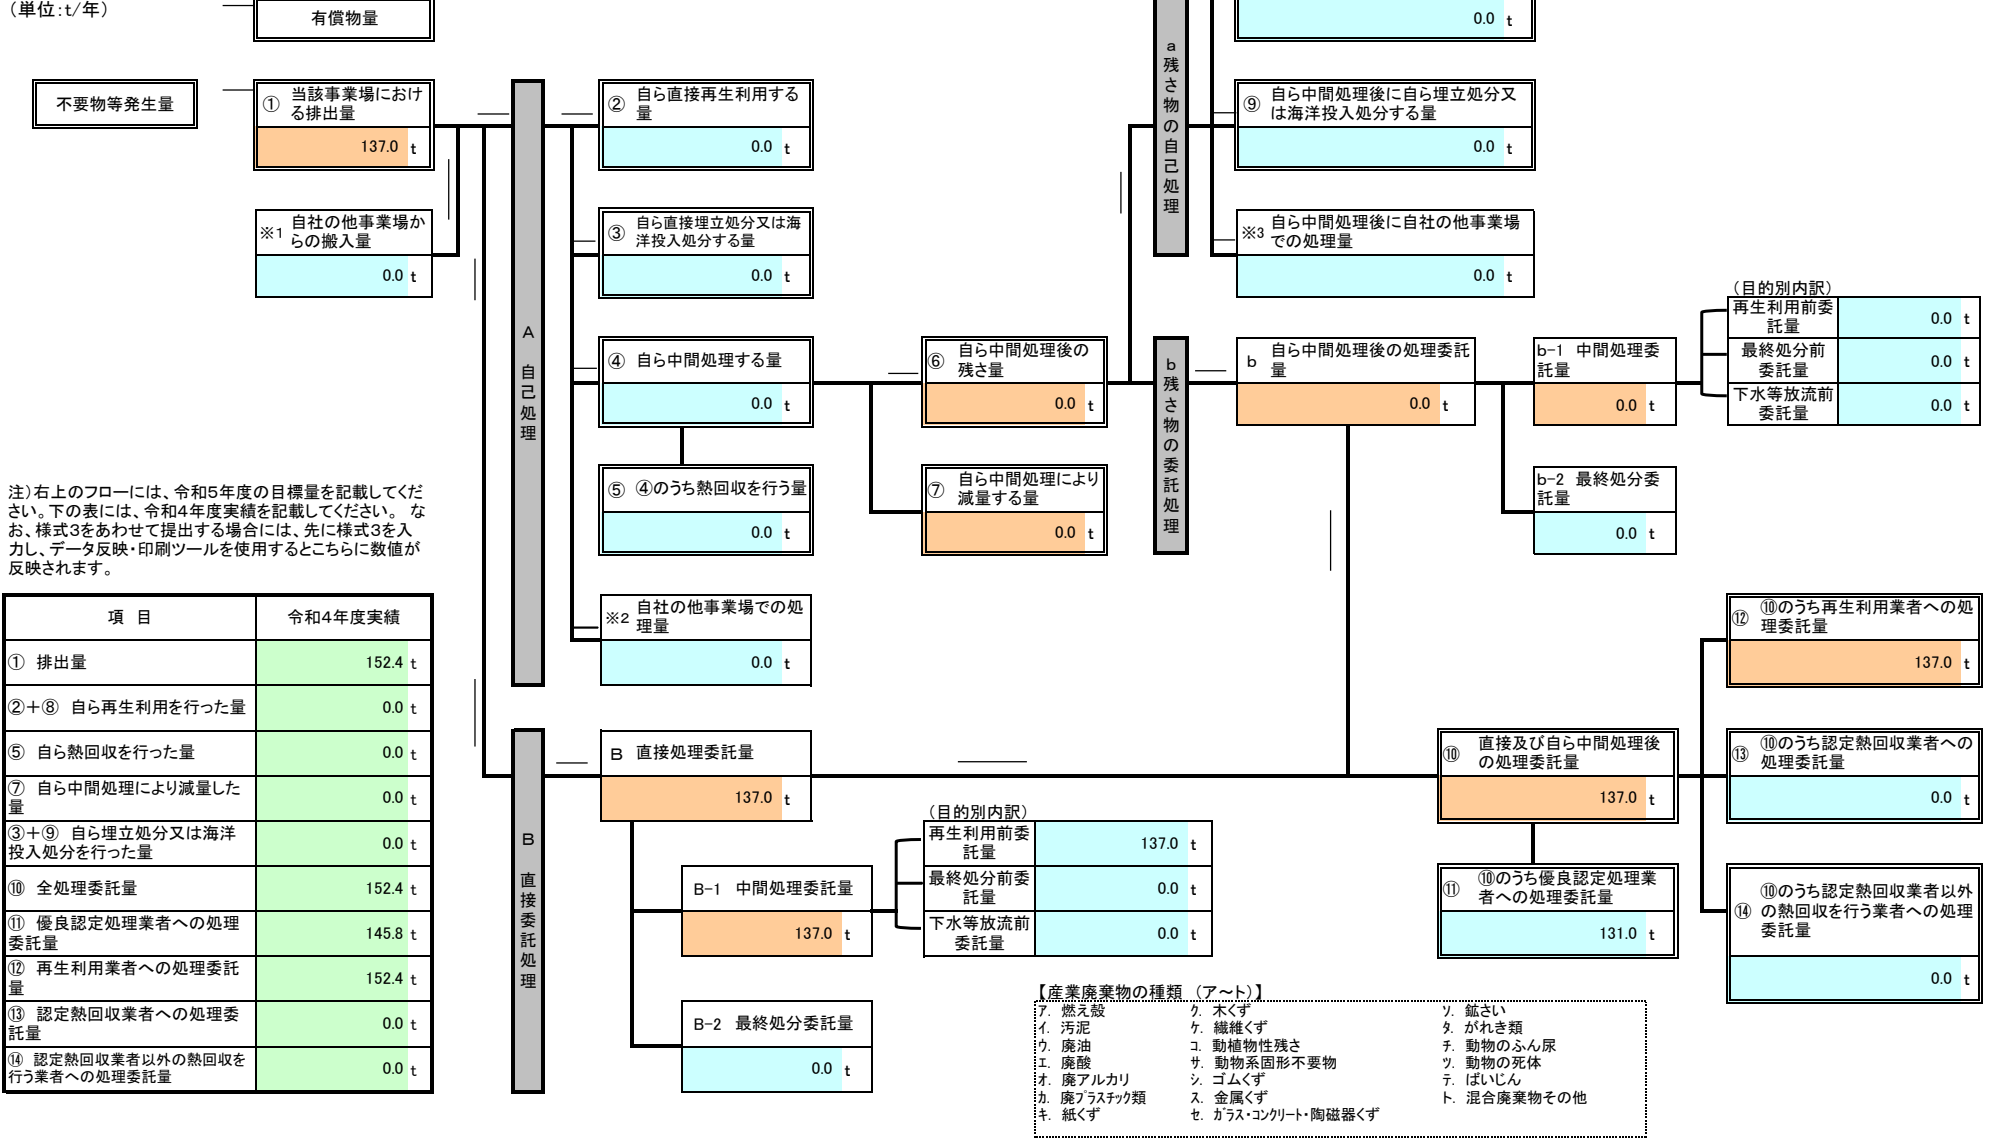 （単位:t/年）
有償物量
0.0 t
不要物等発生量
① 当該事業場におけ
る排出量
137.0 t
※1 自社の他事業場か
らの搬入量
0.0 t
A 自己処理
② 自ら直接再生利用する
量
0.0 t
③ 自ら直接埋立処分又は海
洋投入処分する量
0.0 t
④ 自ら中間処理する量
0.0 t
⑤ ④のうち熱回収を行う量
0.0 t
※2 自社の他事業場での処
理量
0.0 t
⑥ 自ら中間処理後の
残さ量
0.0 t
⑦ 自ら中間処理により
減量する量
0.0 t
a 残さ物の自己処理
⑨ 自ら中間処理後に自ら埋立処分又
は海洋投入処分する量
0.0 t
※3 自ら中間処理後に自社の他事業場
での処理量
0.0 t
b 残さ物の委託処理
b 自ら中間処理後の処理委託
量
0.0 t
b-1 中間処理委
託量
0.0 t
b-2 最終処分委
託量
0.0 t
（目的別内訳）
再生利用前委
託量
0.0 t
最終処分前
委託量
0.0 t
下水等放流前
委託量
0.0 t
注）右上のフローには、令和５年度の目標量を記載してくだ
さい。下の表には、令和４年度実績を記載してください。 な
お、様式３をあわせて提出する場合には、先に様式３を入
力し、データ反映・印刷ツールを使用するとこちらに数値が
反映されます。
項 目 令和４年度実績
① 排出量 152.4 t
②＋⑧ 自ら再生利用を行った量 0.0 t
⑤ 自ら熱回収を行った量 0.0 t
⑦ 自ら中間処理により減量した
量 0.0 t
③＋⑨ 自ら埋立処分又は海洋
投入処分を行った量 0.0 t
⑩ 全処理委託量 152.4 t
⑪ 優良認定処理業者への処理
委託量 145.8 t
⑫ 再生利用業者への処理委託
量 152.4 t
⑬ 認定熱回収業者への処理委
託量 0.0 t
⑭ 認定熱回収業者以外の熱回収を
行う業者への処理委託量 0.0 t
B 直接委託処理
B 直接処理委託量
137.0 t
B-1 中間処理委託量
137.0 t
B-2 最終処分委託量
0.0 t
（目的別内訳）
再生利用前委
託量
137.0 t
最終処分前委
託量
0.0 t
下水等放流前
委託量
0.0 t
⑩ 直接及び自ら中間処理後
の処理委託量
137.0 t
⑪ ⑩のうち優良認定処理業
者への処理委託量
131.0 t
⑫ ⑩のうち再生利用業者への処
理委託量
137.0 t
⑬ ⑩のうち認定熱回収業者への
処理委託量
0.0 t
⑭ ⑩のうち認定熱回収業者以外
の熱回収を行う業者への処理
委託量
0.0 t
【産業廃棄物の種類 （ア～ト）】
ア. 燃え殻 ク. 木くず ソ. 鉱さい
イ. 汚泥 ケ. 繊維くず タ. がれき類
ウ. 廃油 コ. 動植物性残さ チ. 動物のふん尿
エ. 廃酸 サ. 動物系固形不要物 ツ. 動物の死体
オ. 廃アルカリ シ. ゴムくず テ. ばいじん
カ. 廃プラスチック類 ス. 金属くず ト. 混合廃棄物その他
キ. 紙くず セ. ガラス・コンクリート・陶磁器くず